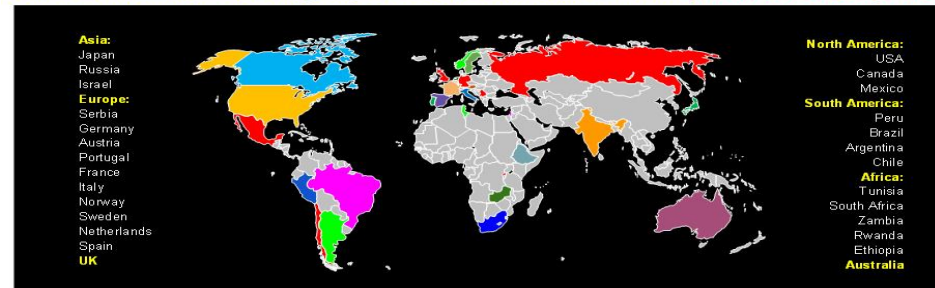 Asia:
Japan
Russia
Israel
Europe:
Serbia
Germany
Austria
Portugal
France
Italy
Norway
Sweden
Netherlands
Spain
UK
North America:
USA
Canada
Mexico
South America:
Peru
Brazil
Argentina
Chile
Africa:
Tunisia
South Africa
Zambia
Rwanda
Ethiopia
Australia